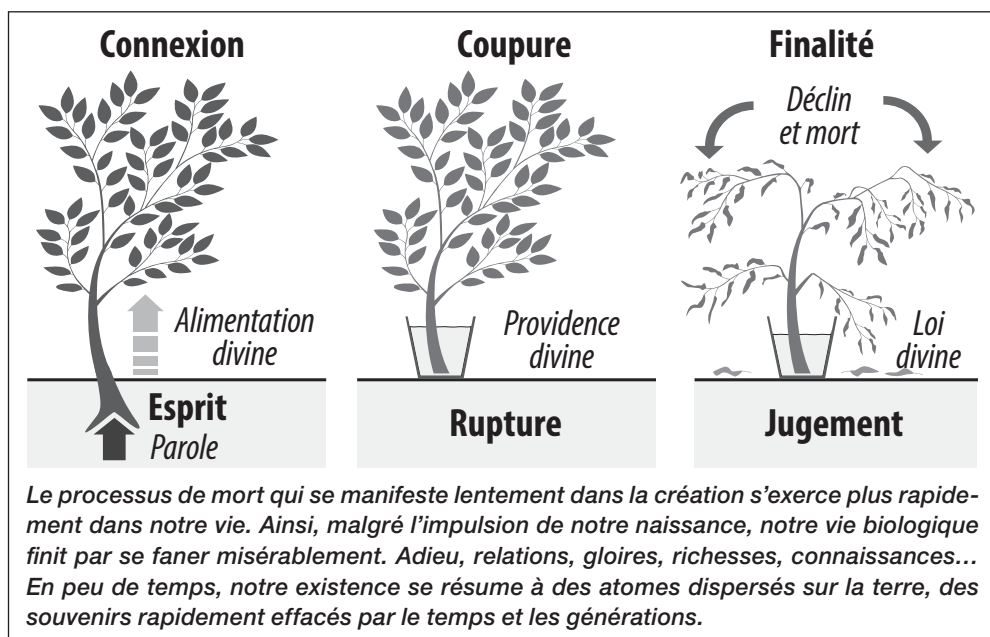 Connexion
Coupure
Finalité
Déclin
et mort
Alimentation
divine
Providence
divine
Loi
divine
Esprit
Parole
Rupture
Jugement
Le processus de mort qui se manifeste lentement dans la création s’exerce plus rapide-
ment dans notre vie. Ainsi, malgré l’impulsion de notre naissance, notre vie biologique
finit par se faner misérablement. Adieu, relations, gloires, richesses, connaissances...
En peu de temps, notre existence se résume à des atomes dispersés sur la terre, des
souvenirs rapidement effacés par le temps et les générations.